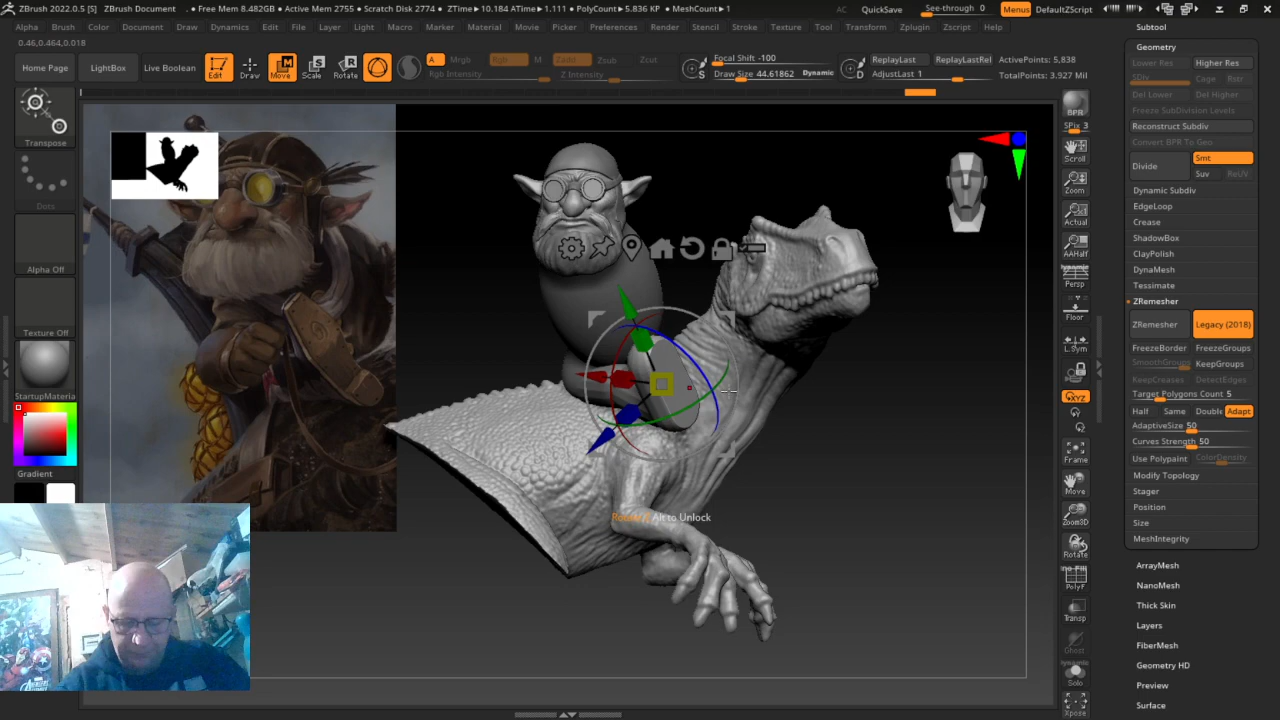 ZBrush 2022.0.5 [S] ZBrush Document . • Free Mem 8.482GB • Active Mem 2755 • Scratch Disk 2774 • ZTime▸10.184 ATime▸1.111 • PolyCount▸5.836 KP • MeshCount▸1 AC QuickSave See-through 0 Menus DefaultZScript
Alpha Brush Color Document Draw Dynamics Edit File Layer Light Macro Marker Material Movie Picker Preferences Render Stencil Stroke Texture Tool Transform Zplugin Zscript Help
0.46,0.464,0.018
Home Page LightBox Live Boolean Edit Draw Move Scale Rotate A Mrgb Rgb M Zadd Zsub Zcut
Rgb Intensity Z Intensity
Focal Shift -100
Draw Size 44.61862 Dynamic
ReplayLast ReplayLastRel
AdjustLast 1
ActivePoints: 5,838
TotalPoints: 3.927 Mil
Transpose
Dots
Alpha Off
Texture Off
StartupMateria
Gradient
Alt to Unlock
BPR
SPix 3
Scroll
Zoom
Actual
AAHalf
dynamic
Persp
Floor
L.Sym
XYZ
Frame
Move
Zoom3D
Rotate
PolyF
Transp
Ghost
dynamic
Solo
Xpose
Subtool
Geometry
Lower Res Higher Res
SDiv Cage Rstr
Del Lower Del Higher
Freeze SubDivision Levels
Reconstruct Subdiv
Convert BPR To Geo
Divide Smt
Suv ReUV
Dynamic Subdiv
EdgeLoop
Crease
ShadowBox
ClayPolish
DynaMesh
Tessimate
ZRemesher
ZRemesher Legacy (2018)
FreezeBorder FreezeGroups
SmoothGroups KeepGroups
KeepCreases DetectEdges
Target Polygons Count 5
Half Same Double Adapt
AdaptiveSize 50
Curves Strength 50
Use Polypaint ColorDensity
Modify Topology
Stager
Position
Size
MeshIntegrity
ArrayMesh
NanoMesh
Thick Skin
Layers
FiberMesh
Geometry HD
Preview
Surface